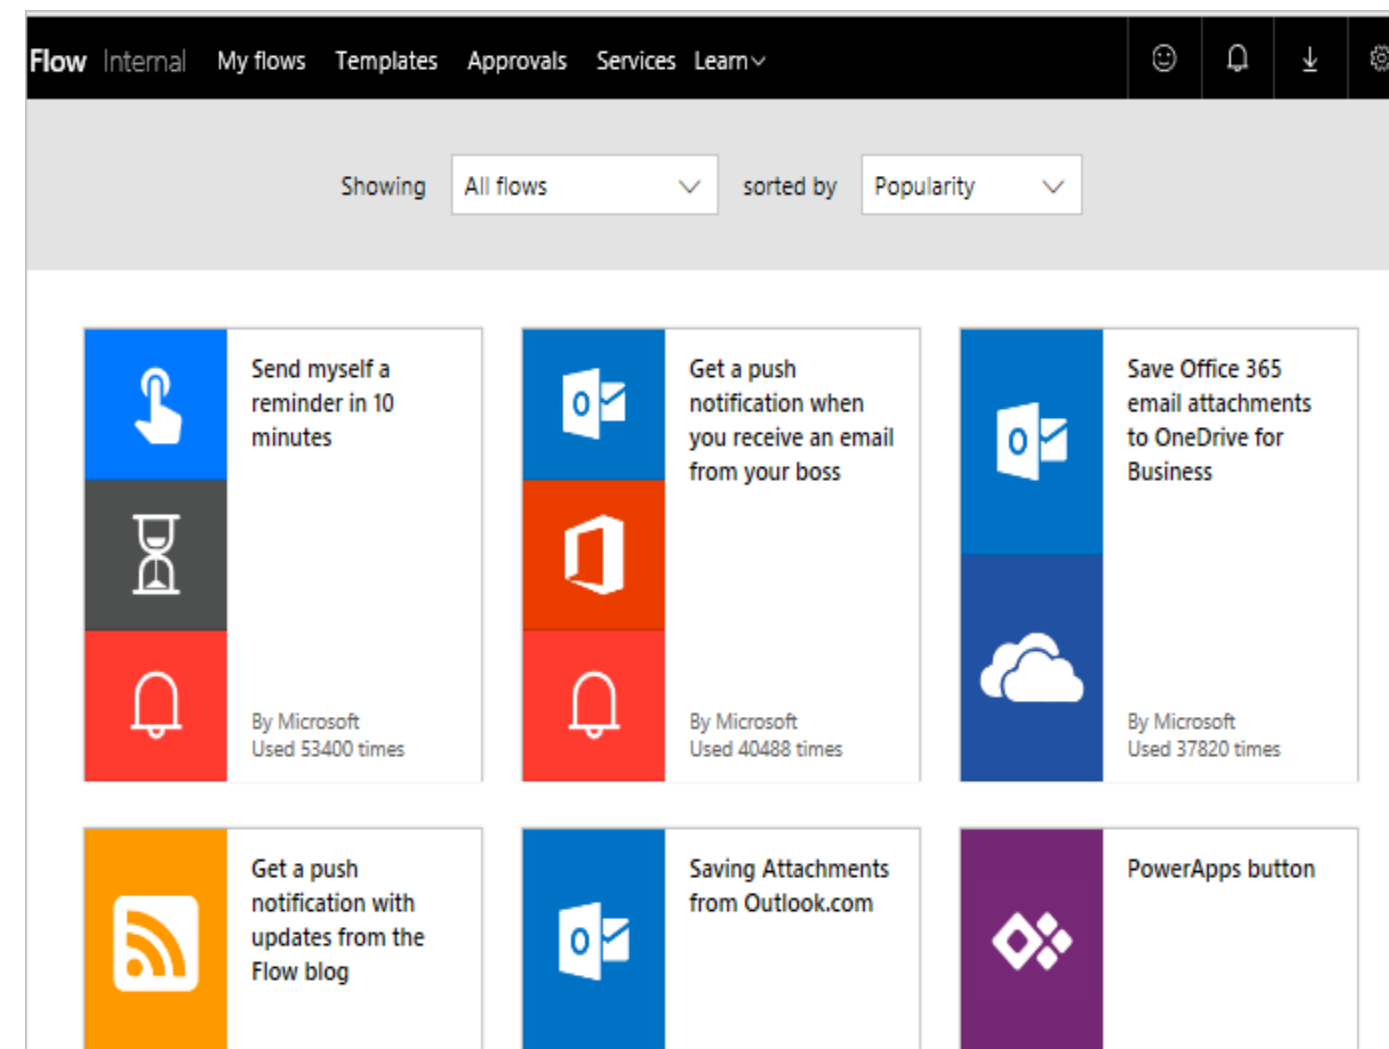 Flow Internal My flows Templates Approvals Services Learn
Showing All flows sorted by Popularity
Send myself a
reminder in 10
minutes
By Microsoft
Used 53400 times
Get a push
notification when
you receive an email
from your boss
By Microsoft
Used 40488 times
Save Office 365
email attachments
to OneDrive for
Business
By Microsoft
Used 37820 times
Get a push
notification with
updates from the
Flow blog
Saving Attachments
from Outlook.com
PowerApps button